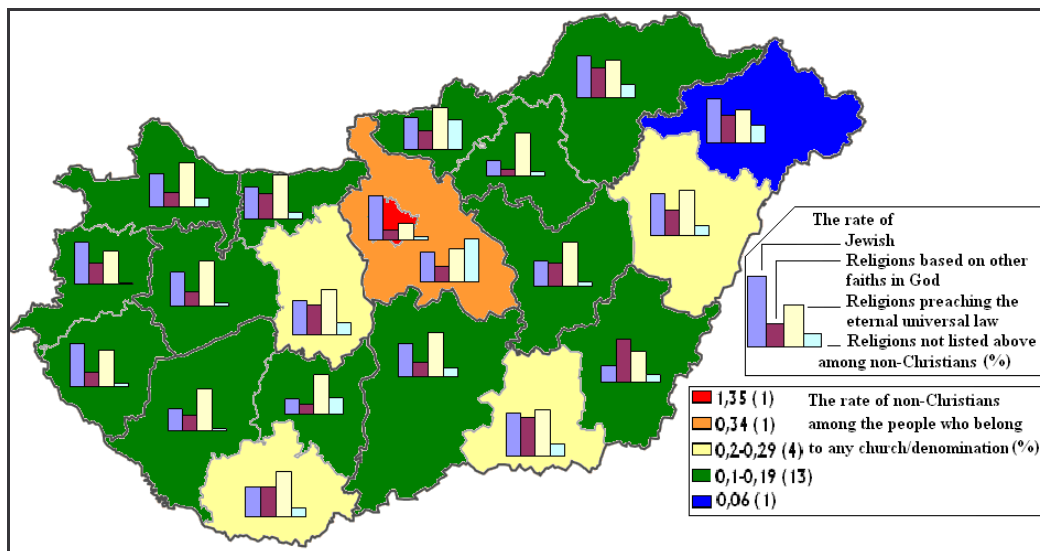 The rate of
Jewish
Religions based on other
faiths in God
Religions preaching the
eternal universal law
Religions not listed above
among non-Christians (%)
1,35 (1)
0,34 (1)
0,2-0,29 (4)
0,1-0,19 (13)
0,06 (1)
The rate of non-Christians
among the people who belong
to any church/denomination (%)